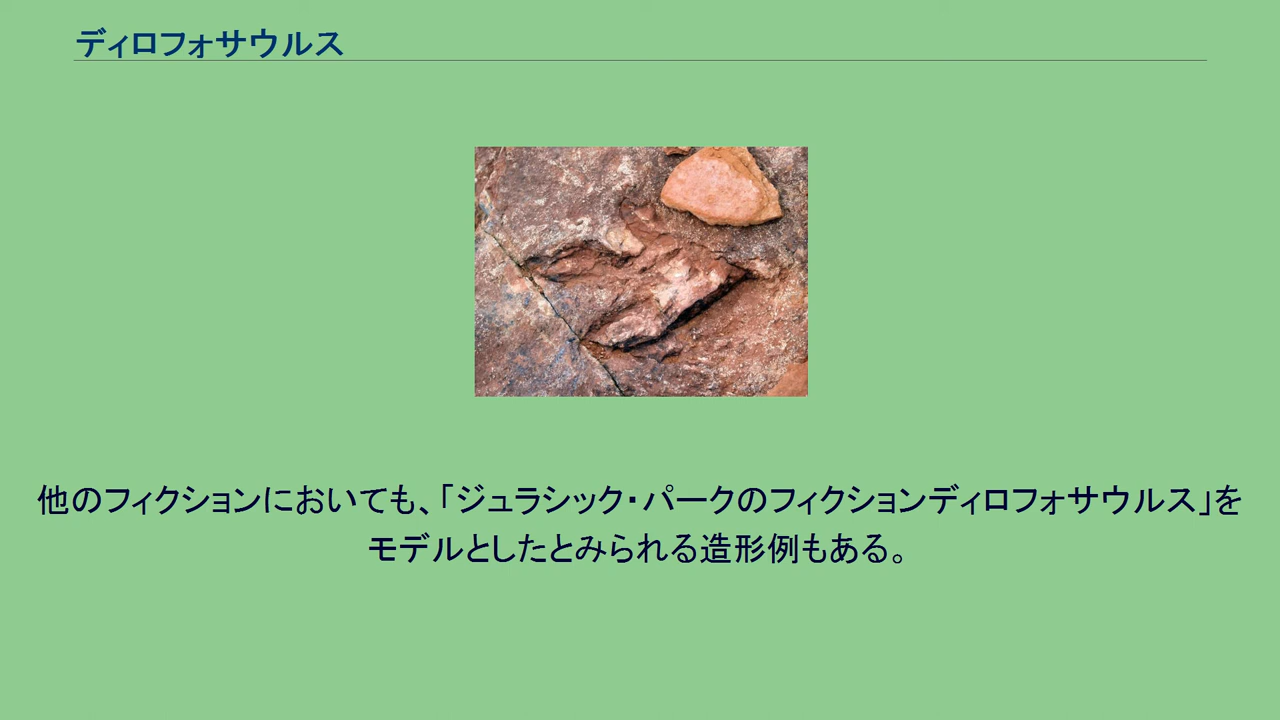 ディロフォサウルス
他のフィクションにおいても、「ジュラシック・パークのフィクションディロフォサウルス」を
モデルとしたとみられる造形例もある。